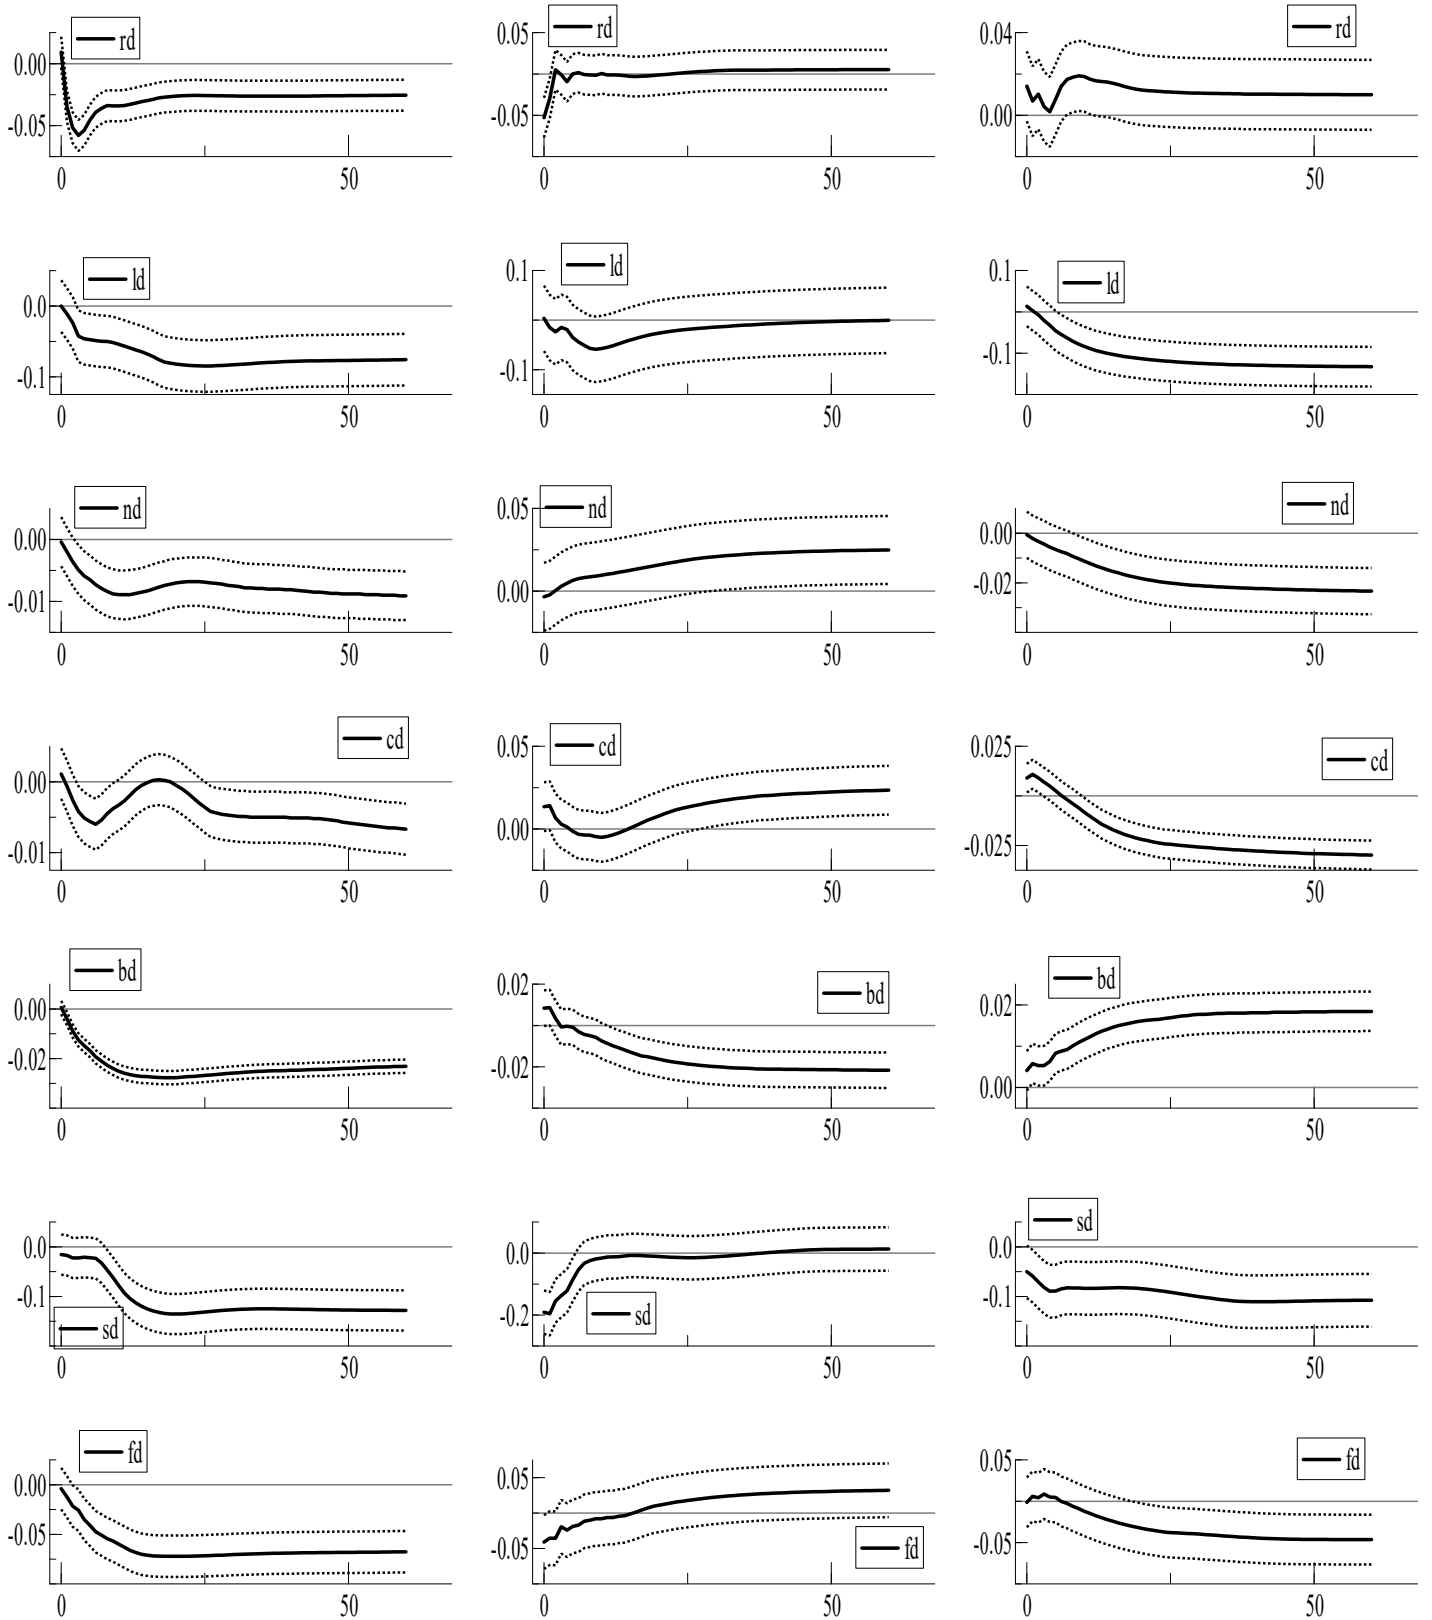 rd rd rd
0.00 0.05 0.04
-0.05 -0.05 0.00
0 50 0 50 0 50
ld ld ld
0.0 0.1 0.1
-0.1 -0.1 -0.1
0 50 0 50 0 50
nd nd nd
0.00 0.05 0.00
-0.01 0.00 -0.02
0 50 0 50 0 50
cd cd cd
0.00 0.05 0.025
-0.01 0.00 -0.025
0 50 0 50 0 50
bd bd bd
0.00 0.02 0.02
-0.02 -0.02 0.00
0 50 0 50 0 50
sd
0.0 0.0 0.0
-0.1 -0.2 -0.1
sd sd
0 50 0 50 0 50
fd fd
0.00 0.05 0.05
-0.05 -0.05 -0.05
fd
0 50 0 50 0 50